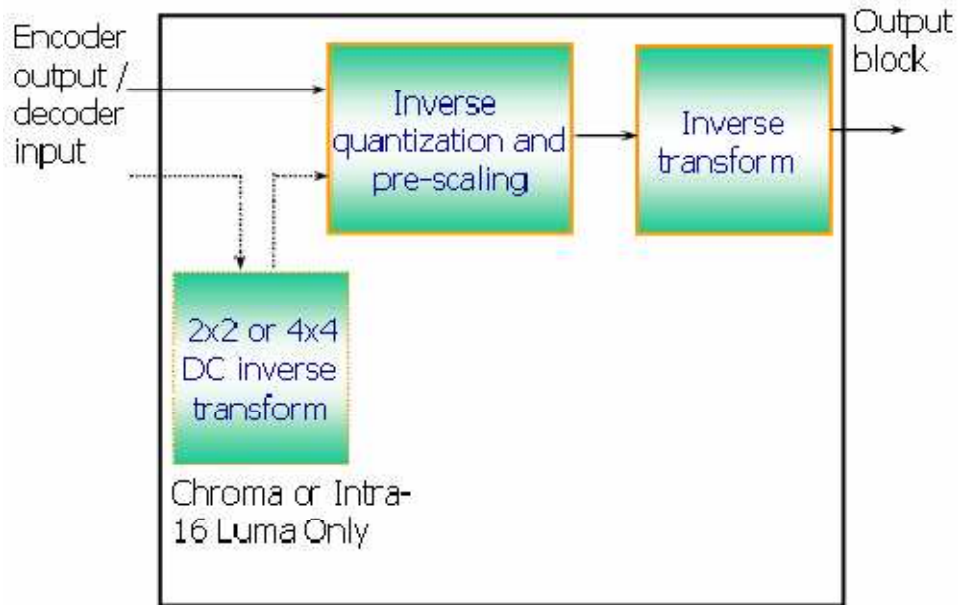 Encoder
output /
decoder
input
Inverse
quantization and
pre-scaling
Inverse
transform
Output
block
2x2 or 4x4
DC inverse
transform
Chroma or Intra-
16 Luma Only